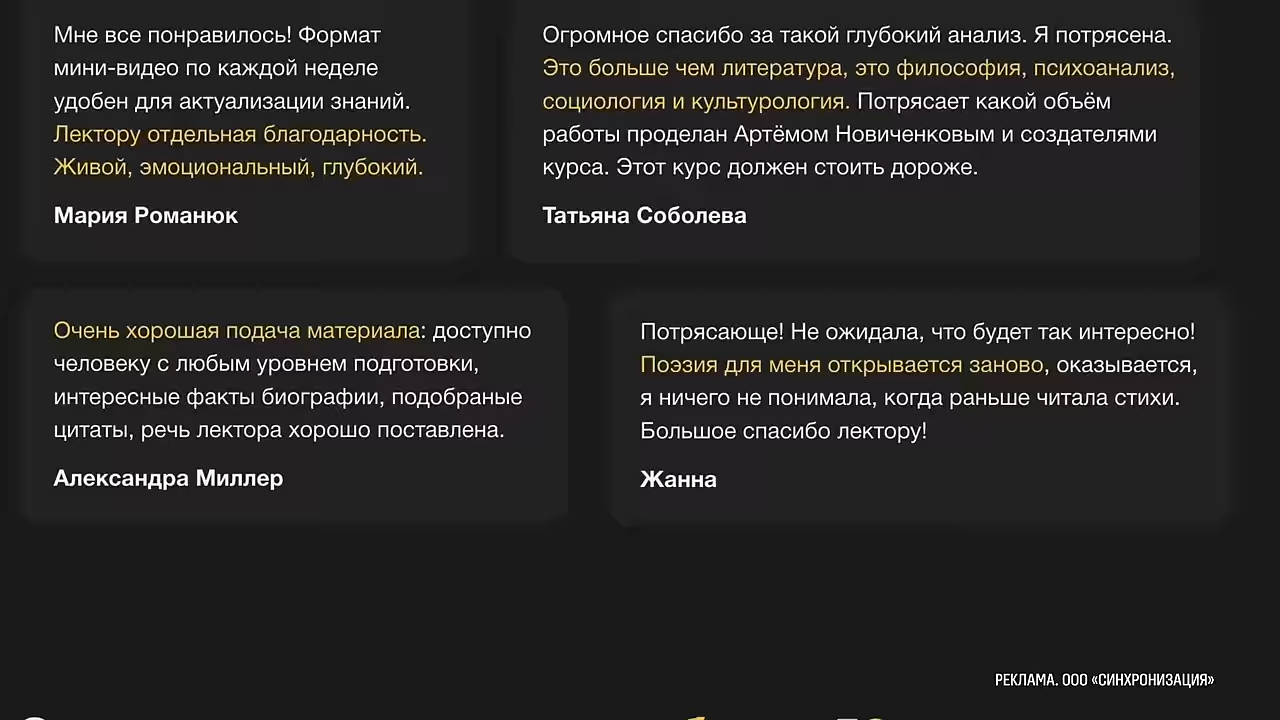 Мне все понравилось! Формат
мини-видео по каждой неделе
удобен для актуализации знаний.
Лектору отдельная благодарность.
Живой, эмоциональный, глубокий.
Мария Романюк
Огромное спасибо за такой глубокий анализ. Я потрясена.
Это больше чем литература, это философия, психоанализ,
социология и культурология. Потрясает какой объём
работы проделан Артёмом Новиченковым и создателями
курса. Этот курс должен стоить дороже.
Татьяна Соболева
Очень хорошая подача материала: доступно
человеку с любым уровнем подготовки,
интересные факты биографии, подобраные
цитаты, речь лектора хорошо поставлена.
Александра Миллер
Потрясающе! Не ожидала, что будет так интересно!
Поэзия для меня открывается заново, оказывается,
я ничего не понимала, когда раньше читала стихи.
Большое спасибо лектору!
Жанна
РЕКЛАМА. ООО «СИНХРОНИЗАЦИЯ»